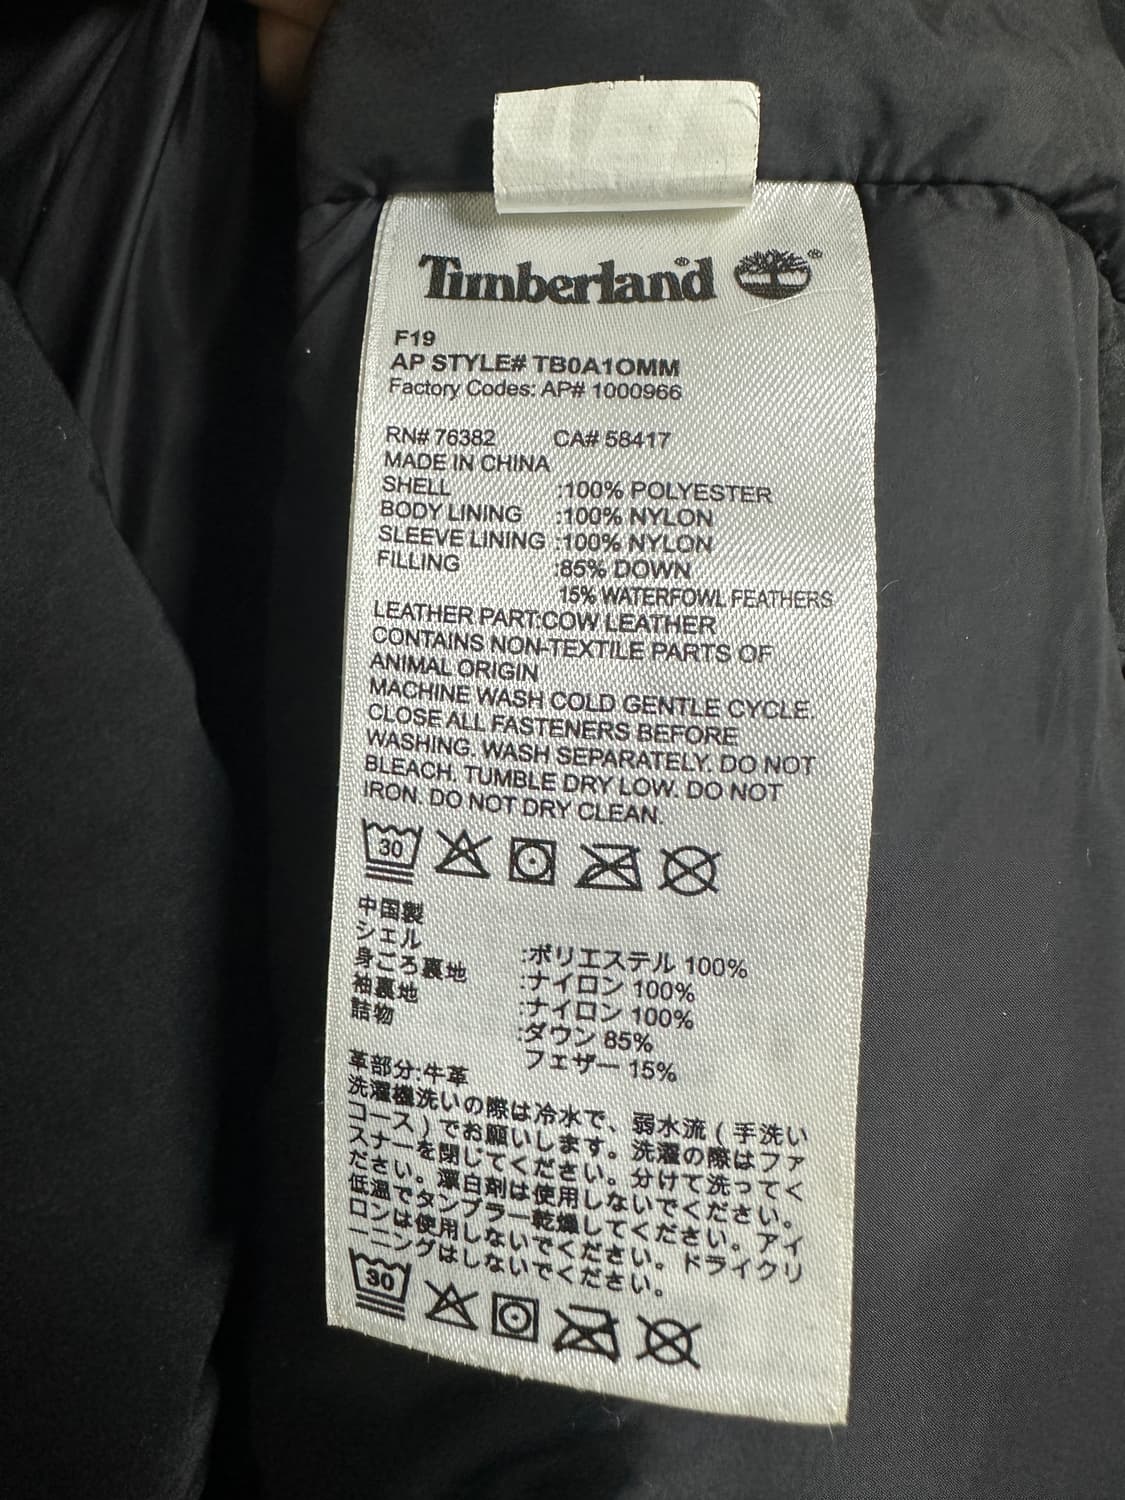 Timberland®
F19
AP STYLE# TB0A1OMM
Factory Codes: AP# 1000966
RN# 76382 CA# 58417
MADE IN CHINA
SHELL :100% POLYESTER
BODY LINING :100% NYLON
SLEEVE LINING :100% NYLON
FILLING :85% DOWN
15% WATERFOWL FEATHERS
LEATHER PART:COW LEATHER
CONTAINS NON-TEXTILE PARTS OF
ANIMAL ORIGIN
MACHINE WASH COLD GENTLE CYCLE.
CLOSE ALL FASTENERS BEFORE
WASHING. WASH SEPARATELY. DO NOT
BLEACH. TUMBLE DRY LOW. DO NOT
IRON. DO NOT DRY CLEAN.
30
中国製
シェル :ポリエステル 100%
身ごろ裏地 :ナイロン 100%
袖裏地 :ナイロン 100%
詰物 :ダウン 85%
フェザー 15%
革部分:牛革
洗濯機洗いの際は冷水で、弱水流(手洗い
コース)でお願いします。洗濯の際はファ
スナーを閉じてください。分けて洗ってく
ださい。漂白剤は使用しないでください。
低温でタンブラー乾燥してください。アイ
ロンは使用しないでください。ドライクリ
ーニングはしないでください。
30